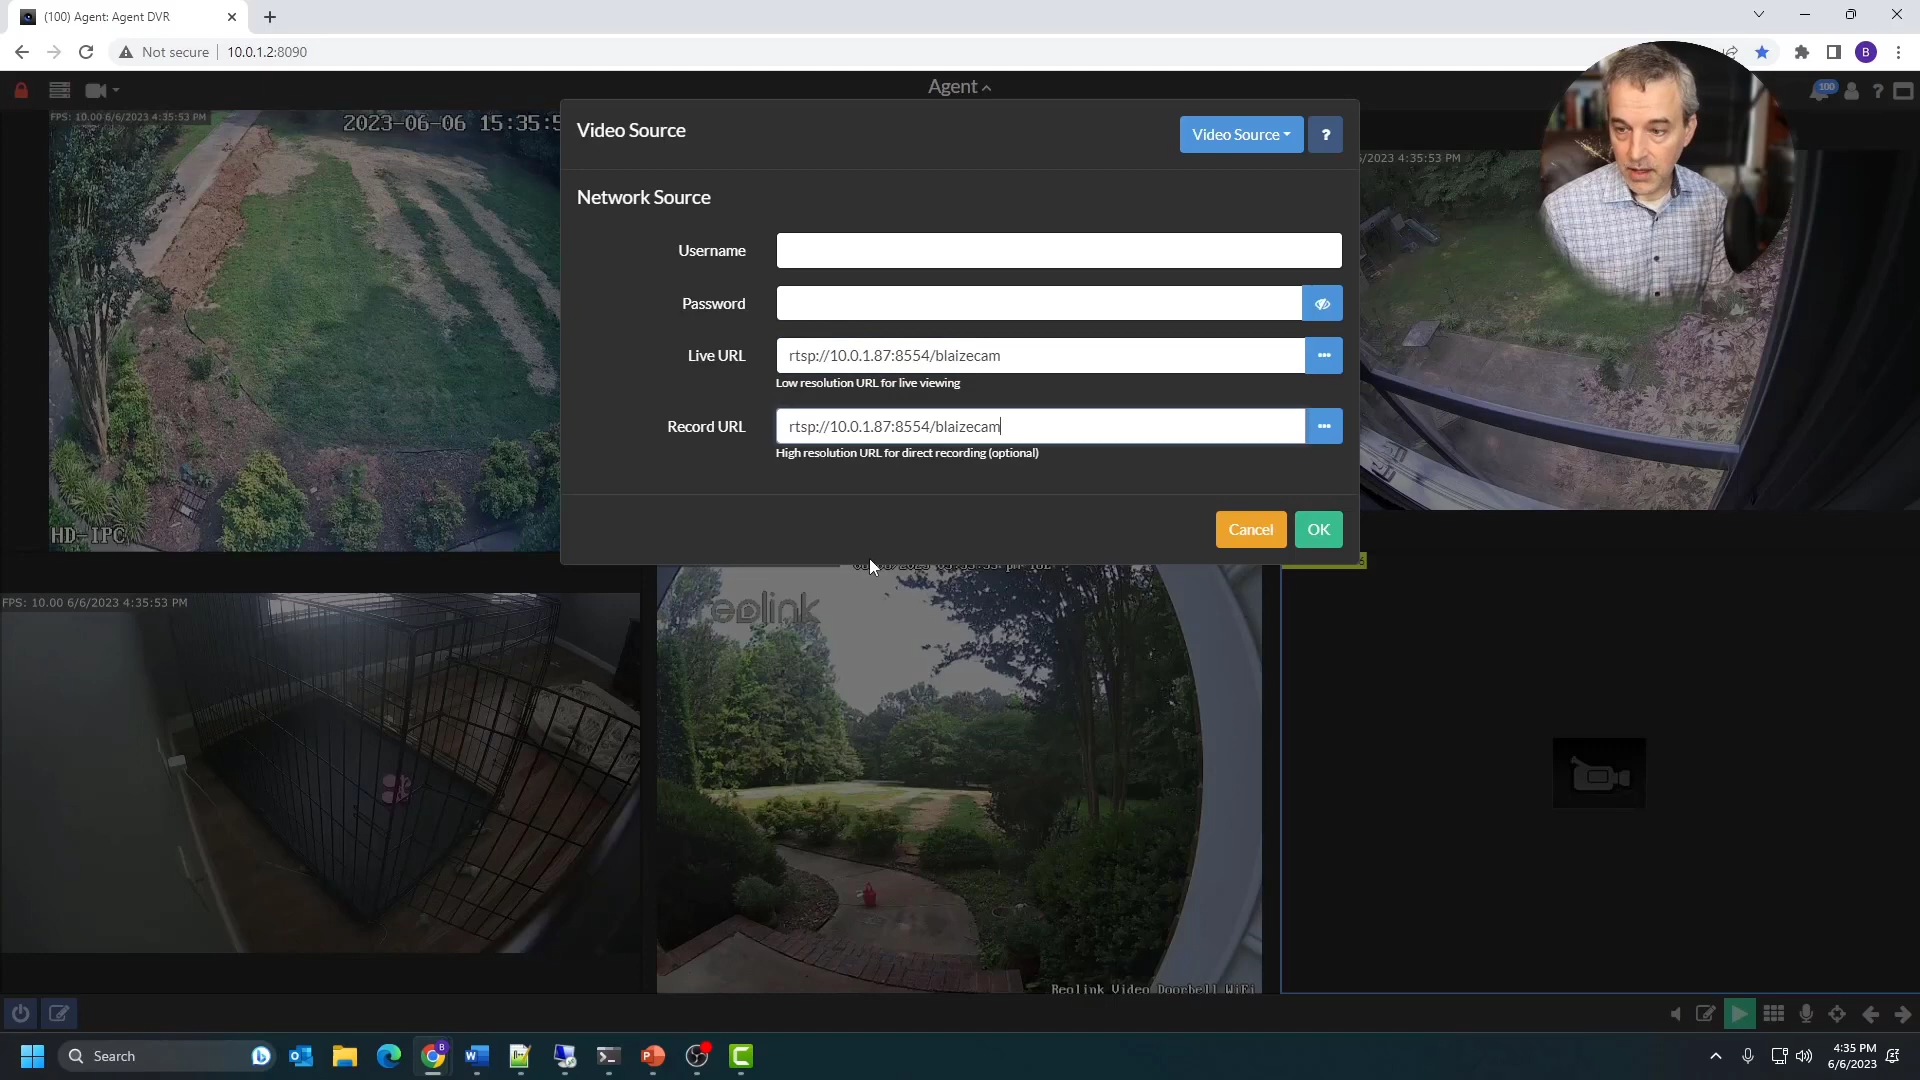 (100) Agent: Agent DVR
Not secure
10.0.1.2:8090
B
Agent
100
FPS: 10.00 6/6/2023 4:35:53 PM
2023-06-06 15:35:5
/2023 4:35:53 PM
Video Source
Video Source
?
Network Source
Username
Password
Live URL
rtsp://10.0.1.87:8554/blaizecam
Low resolution URL for live viewing
Record URL
rtsp://10.0.1.87:8554/blaizecam
High resolution URL for direct recording (optional)
Cancel
OK
HD-IPC
FPS: 10.00 6/6/2023 4:35:53 PM
eolink
Reolink Video Doorbell WiFi
Search
4:35 PM
6/6/2023